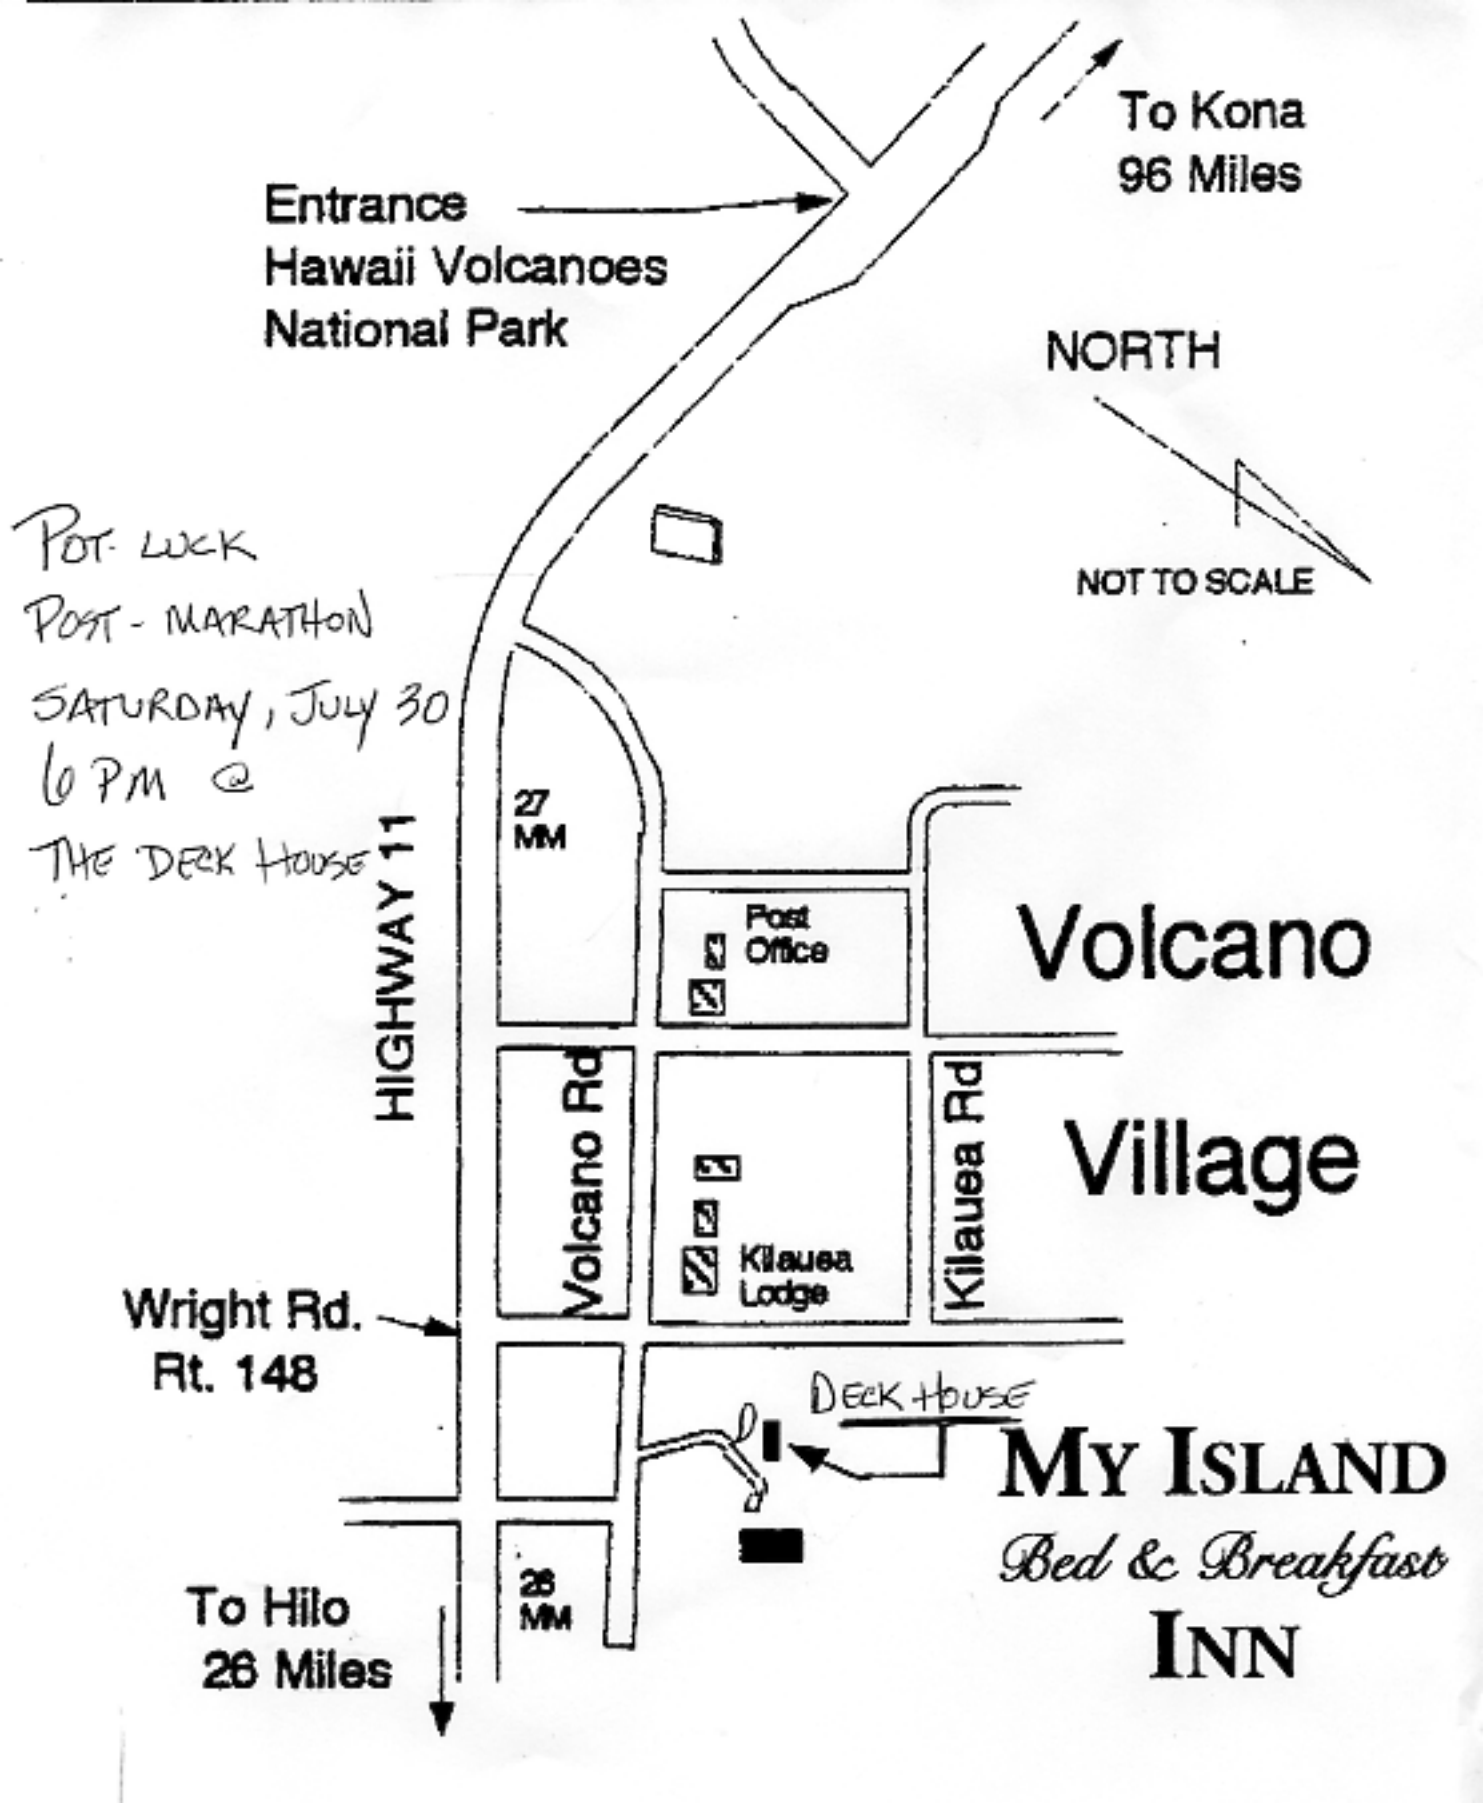 To Kona
96 Miles
Entrance
Hawaii Volcanoes
National Park
NORTH
NOT TO SCALE
POT-LUCK
POST-MARATHON
SATURDAY, JULY 30
6 PM @
THE DECK HOUSE
27
MM
HIGHWAY 11
Post
Office
Volcano
Village
Volcano Rd
Kilauea Rd
Kilauea
Lodge
Wright Rd.
Rt. 148
DECK HOUSE
MY ISLAND
Bed & Breakfast
INN
26
MM
To Hilo
26 Miles